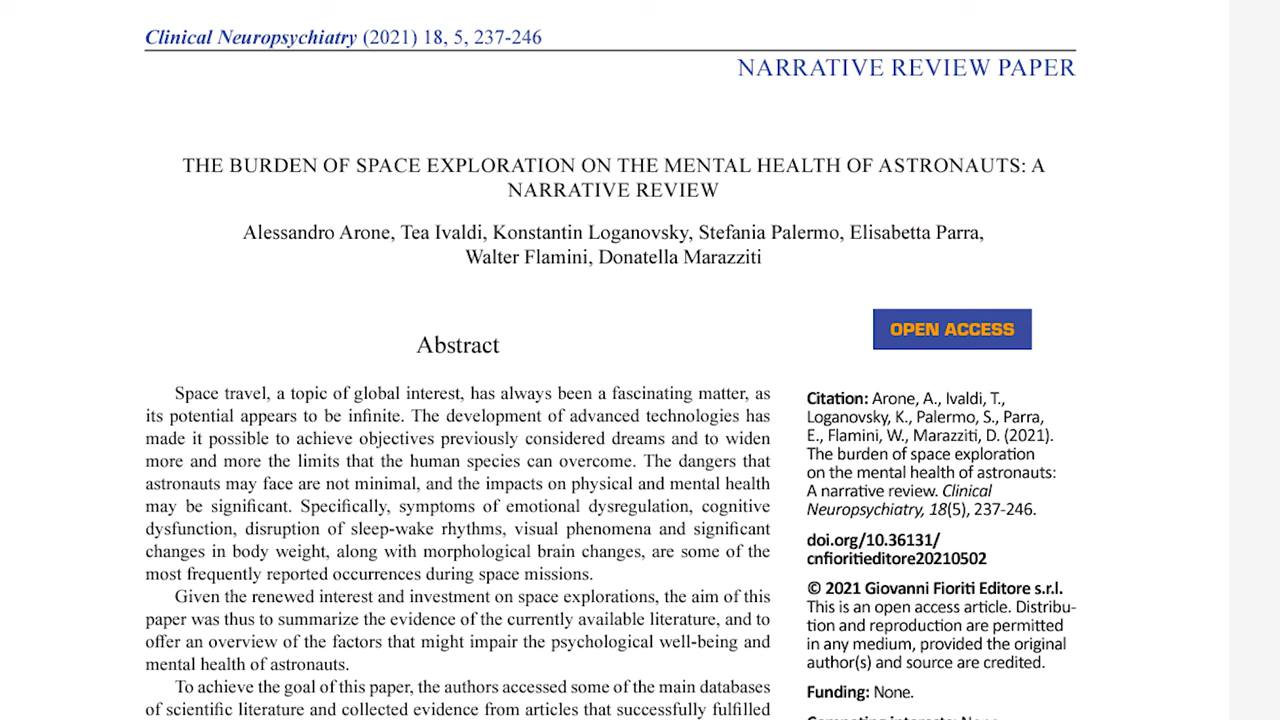 Clinical Neuropsychiatry (2021) 18, 5, 237-246
NARRATIVE REVIEW PAPER
THE BURDEN OF SPACE EXPLORATION ON THE MENTAL HEALTH OF ASTRONAUTS: A
NARRATIVE REVIEW
Alessandro Arone, Tea Ivaldi, Konstantin Loganovsky, Stefania Palermo, Elisabetta Parra,
Walter Flamini, Donatella Marazziti
Abstract
Space travel, a topic of global interest, has always been a fascinating matter, as
its potential appears to be infinite. The development of advanced technologies has
made it possible to achieve objectives previously considered dreams and to widen
more and more the limits that the human species can overcome. The dangers that
astronauts may face are not minimal, and the impacts on physical and mental health
may be significant. Specifically, symptoms of emotional dysregulation, cognitive
dysfunction, disruption of sleep-wake rhythms, visual phenomena and significant
changes in body weight, along with morphological brain changes, are some of the
most frequently reported occurrences during space missions.
Given the renewed interest and investment on space explorations, the aim of this
paper was thus to summarize the evidence of the currently available literature, and to
offer an overview of the factors that might impair the psychological well-being and
mental health of astronauts.
To achieve the goal of this paper, the authors accessed some of the main databases
of scientific literature and collected evidence from articles that successfully fulfilled
OPEN ACCESS
Citation: Arone, A., Ivaldi, T.,
Loganovsky, K., Palermo, S., Parra,
E., Flamini, W., Marazziti, D. (2021).
The burden of space exploration
on the mental health of astronauts:
A narrative review. Clinical
Neuropsychiatry, 18(5), 237-246.
doi.org/10.36131/
cnfioritieditore20210502
© 2021 Giovanni Fioriti Editore s.r.l.
This is an open access article. Distribu-
tion and reproduction are permitted
in any medium, provided the original
author(s) and source are credited.
Funding: None.
Competing interests: None